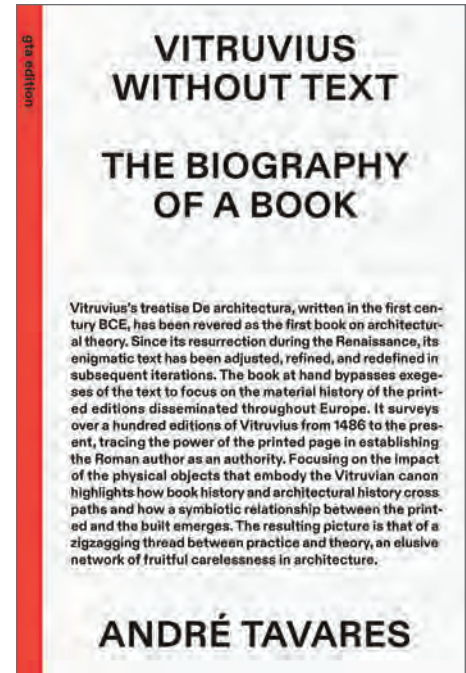 gta edition
VITRUVIUS
WITHOUT TEXT
THE BIOGRAPHY
OF A BOOK
Vitruvius's treatise De architectura, written in the first cen-
tury BCE, has been revered as the first book on architectur-
al theory. Since its resurrection during the Renaissance, its
enigmatic text has been adjusted, refined, and redefined in
subsequent iterations. The book at hand bypasses exege-
ses of the text to focus on the material history of the print-
ed editions disseminated throughout Europe. It surveys
over a hundred editions of Vitruvius from 1486 to the pres-
ent, tracing the power of the printed page in establishing
the Roman author as an authority. Focusing on the impact
of the physical objects that embody the Vitruvian canon
highlights how book history and architectural history cross
paths and how a symbiotic relationship between the print-
ed and the built emerges. The resulting picture is that of a
zigzagging thread between practice and theory, an elusive
network of fruitful carelessness in architecture.
ANDRÉ TAVARES